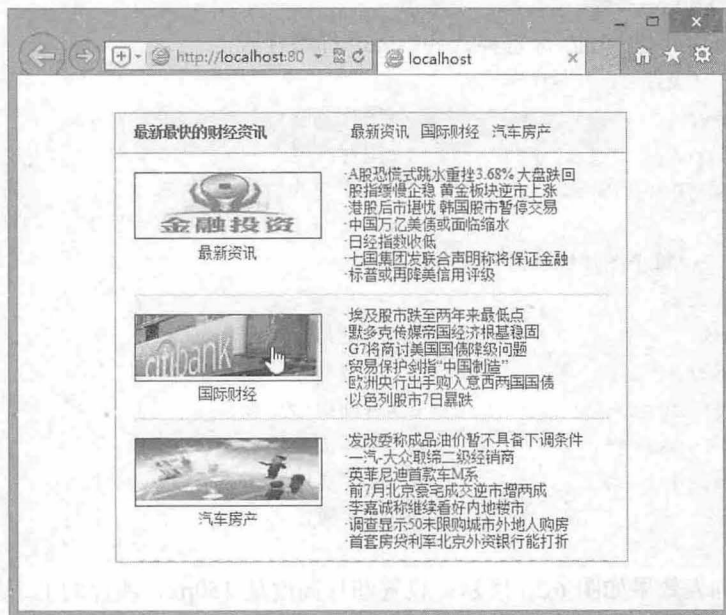 http://localhost:80
localhost
最新最快的财经资讯
最新资讯 国际财经 汽车房产
金融投资
最新资讯
·A股恐慌式跳水重挫3.68% 大盘跌回
·股指缓慢企稳 黄金板块逆市上涨
·港股后市堪忧 韩国股市暂停交易
·中国万亿美债或面临缩水
·日经指数收低
·七国集团发联合声明称将保证金融
·标普或再降美信用评级
citibank
国际财经
·埃及股市跌至两年来最低点
·默多克传媒帝国经济根基稳固
·G7将商讨美国国债降级问题
·贸易保护剑指“中国制造”
·欧洲央行出手购入意西两国国债
·以色列股市7日暴跌
汽车房产
·发改委称成品油价暂不具备下调条件
·一汽-大众取缔二级经销商
·英菲尼迪首款车M系
·前7月北京豪宅成交逆市增两成
·李嘉诚称继续看好内地楼市
·调查显示50未限购城市外地人购房
·首套房贷利率北京外资银行能打折